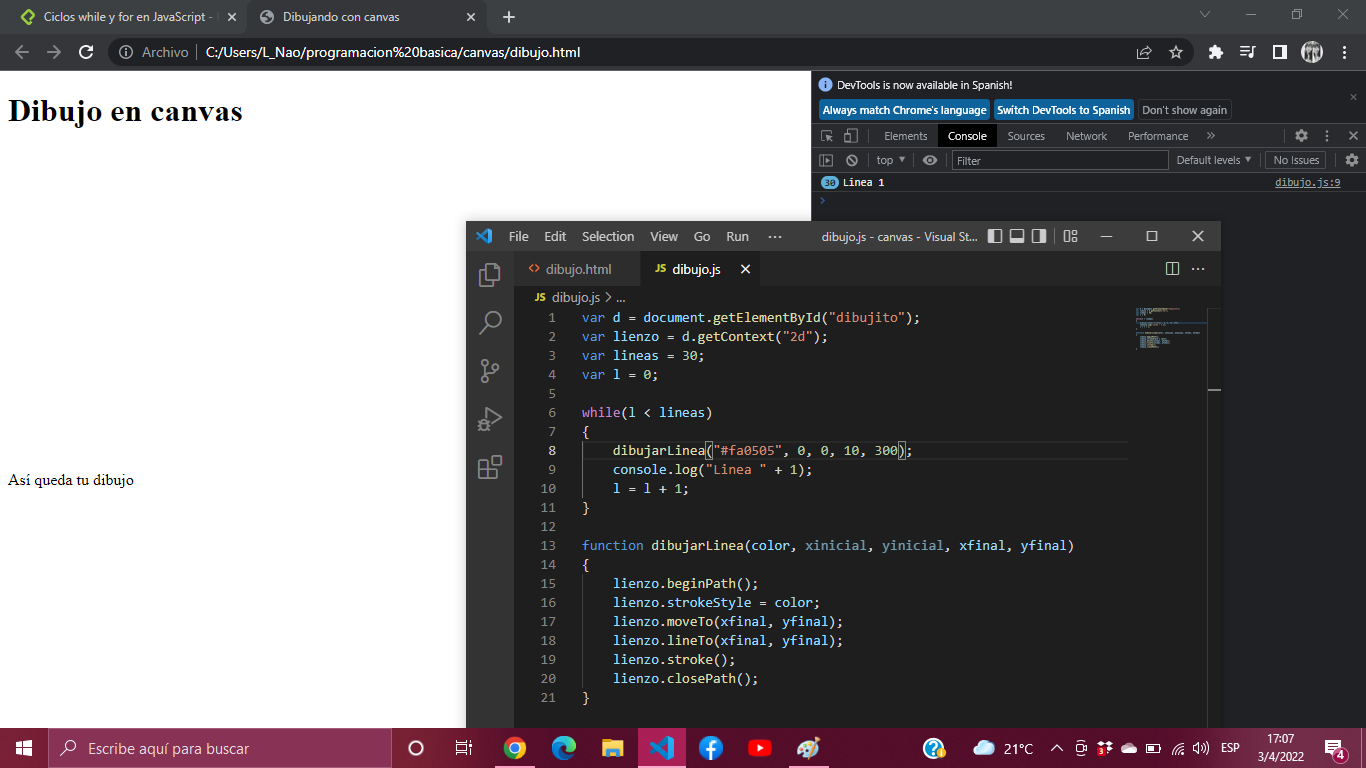 Ciclos while y for en JavaScript -
Dibujando con canvas
Archivo
C:/Users/L_Nao/programacion%20basica/canvas/dibujo.html
Dibujo en canvas
Así queda tu dibujo
DevTools is now available in Spanish!
Always match Chrome's language
Switch DevTools to Spanish
Don't show again
Elements
Console
Sources
Network
Performance
top
Filter
Default levels
No Issues
30 Linea 1
dibujo.js:9
File Edit Selection View Go Run
dibujo.js - canvas - Visual St...
dibujo.html
JS dibujo.js
JS dibujo.js > ...
1 var d = document.getElementById("dibujito");
2 var lienzo = d.getContext("2d");
3 var lineas = 30;
4 var l = 0;
5
6 while(l < lineas)
7 {
8 dibujarLinea("#fa0505", 0, 0, 10, 300);
9 console.log("Linea " + 1);
10 l = l + 1;
11 }
12
13 function dibujarLinea(color, xinicial, yinicial, xfinal, yfinal)
14 {
15 lienzo.beginPath();
16 lienzo.strokeStyle = color;
17 lienzo.moveTo(xfinal, yfinal);
18 lienzo.lineTo(xfinal, yfinal);
19 lienzo.stroke();
20 lienzo.closePath();
21 }
Escribe aquí para buscar
21°C
ESP
17:07
3/4/2022
4